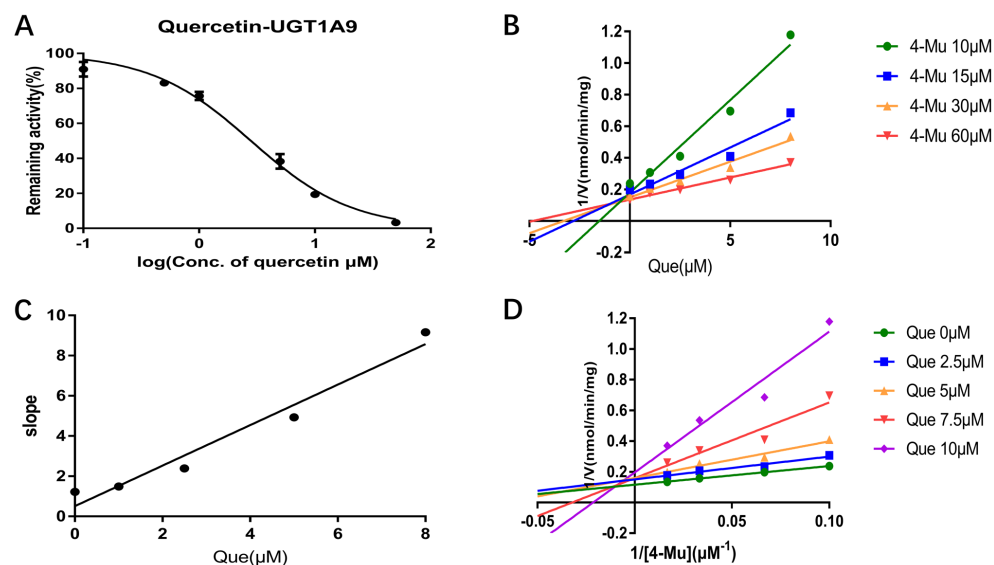 A
Quercetin-UGT1A9
Remaining activity(%)
100
80
60
40
20
0
-1
0
1
2
log(Conc. of quercetin μM)
B
1/V(nmol/min/mg)
1.2
1.0
0.8
0.6
0.4
0.2
-0.2
-5
5
10
Que(μM)
4-Mu 10μM
4-Mu 15μM
4-Mu 30μM
4-Mu 60μM
C
slope
10
8
6
4
2
0
0
2
4
6
8
Que(μM)
D
1/V(nmol/min/mg)
1.2
1.0
0.8
0.6
0.4
0.2
-0.2
-0.05
0.05
0.10
1/[4-Mu](μM⁻¹)
Que 0μM
Que 2.5μM
Que 5μM
Que 7.5μM
Que 10μM